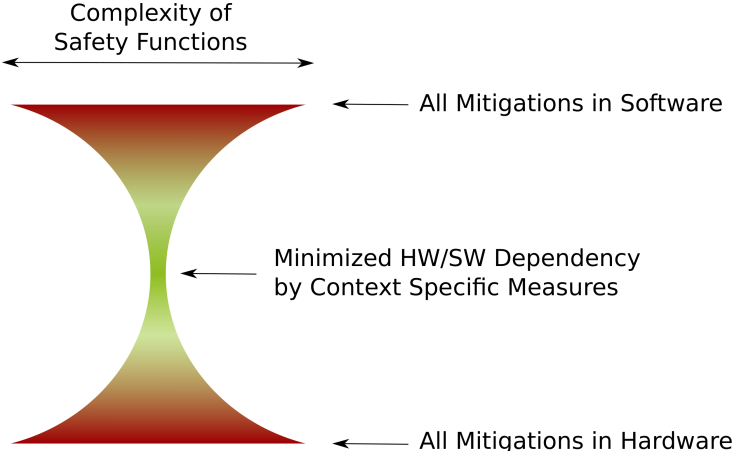 Complexity of
Safety Functions
All Mitigations in Software
Minimized HW/SW Dependency
by Context Specific Measures
All Mitigations in Hardware